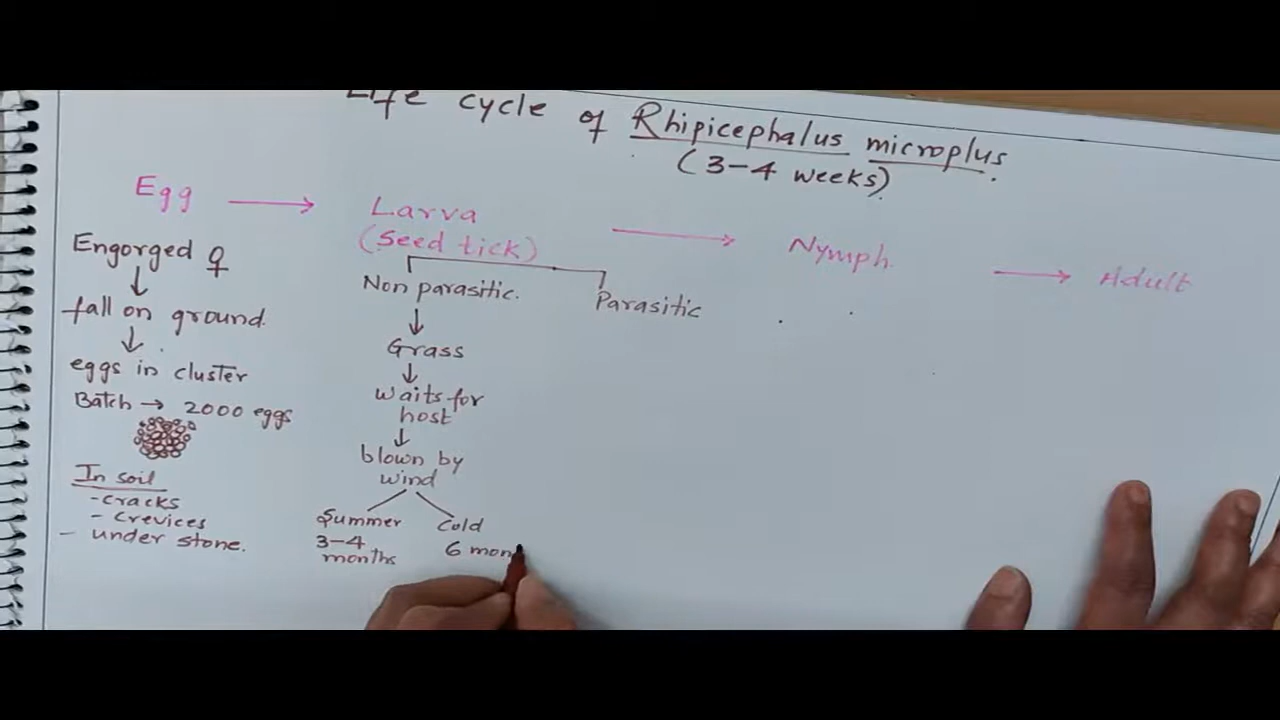 Life cycle of Rhipicephalus microplus.
(3-4 weeks).
Egg → Larva → Nymph. → Adult
(Seed tick)
Engorged ♀
↓
fall on ground.
↓
eggs in cluster
Batch → 2000 eggs
In soil
- cracks
- crevices
- under stone.
Non parasitic.
↓
Grass
↓
waits for
host
↓
blown by
wind
Summer
3-4
months
Cold
6 mon
Parasitic